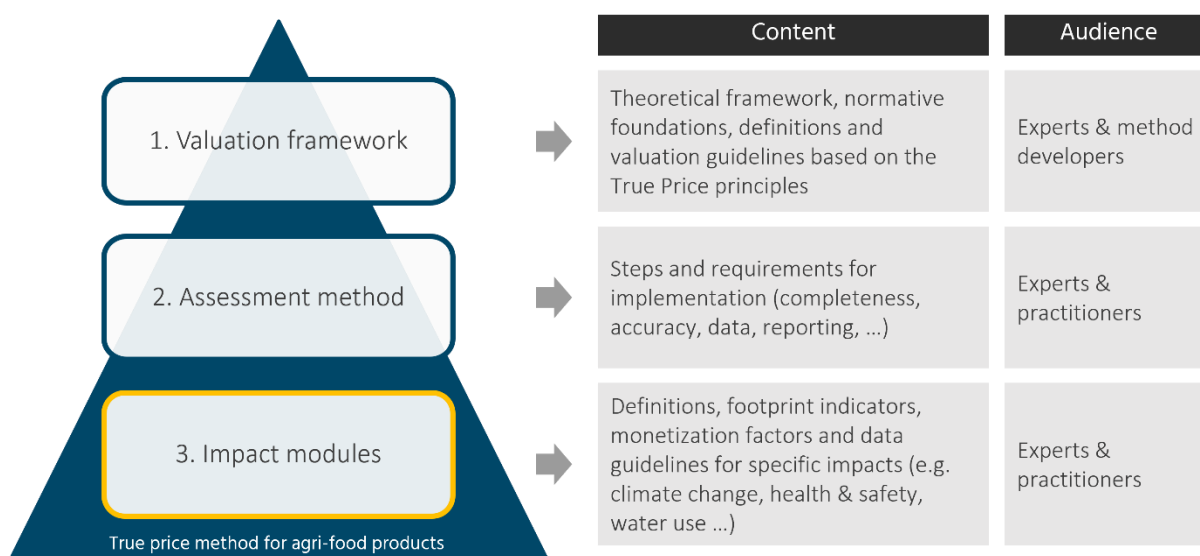 Content
Audience
1. Valuation framework
Theoretical framework, normative
foundations, definitions and
valuation guidelines based on the
True Price principles
Experts & method
developers
2. Assessment method
Steps and requirements for
implementation (completeness,
accuracy, data, reporting, ...)
Experts &
practitioners
3. Impact modules
Definitions, footprint indicators,
monetization factors and data
guidelines for specific impacts (e.g.
climate change, health & safety,
water use ...)
Experts &
practitioners
True price method for agri-food products